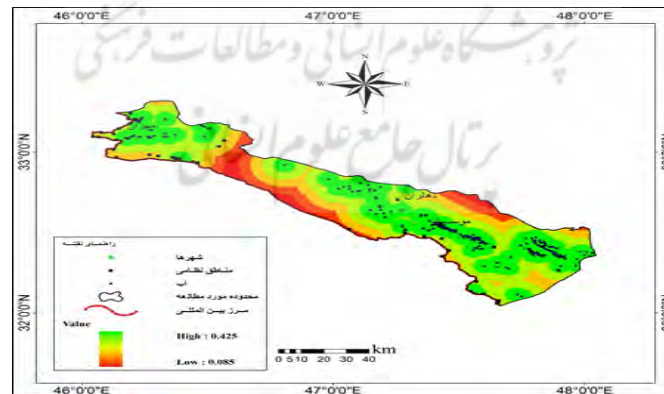 46°0'0"E 47°0'0"E 48°0'0"E
پژوهشگاه علوم انسانی و مطالعات فرهنگی
N
W E
S
پرتال جامع علوم انسانی
33°0'0"N
دهلران
راهنمای نقشه
شهرها
مناطق نظامی
آب
محدوده مورد مطالعه
مرز بین المللی
Value
High : 0.425
Low : 0.085
32°0'0"N
0 5 10 20 30 40 km
46°0'0"E 47°0'0"E 48°0'0"E